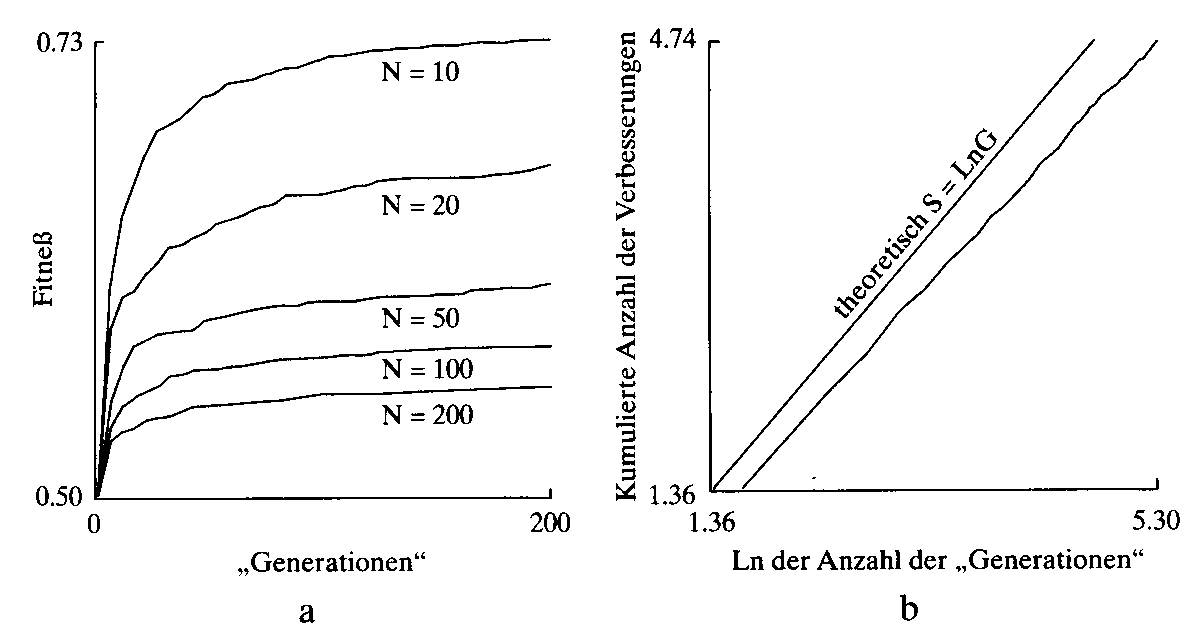 0.73
N = 10
N = 20
Fitneß
N = 50
N = 100
N = 200
0.50
0
200
„Generationen“
a
Kumulierte Anzahl der Verbesserungen
4.74
theoretisch S = LnG
1.36
1.36
5.30
Ln der Anzahl der „Generationen“
b